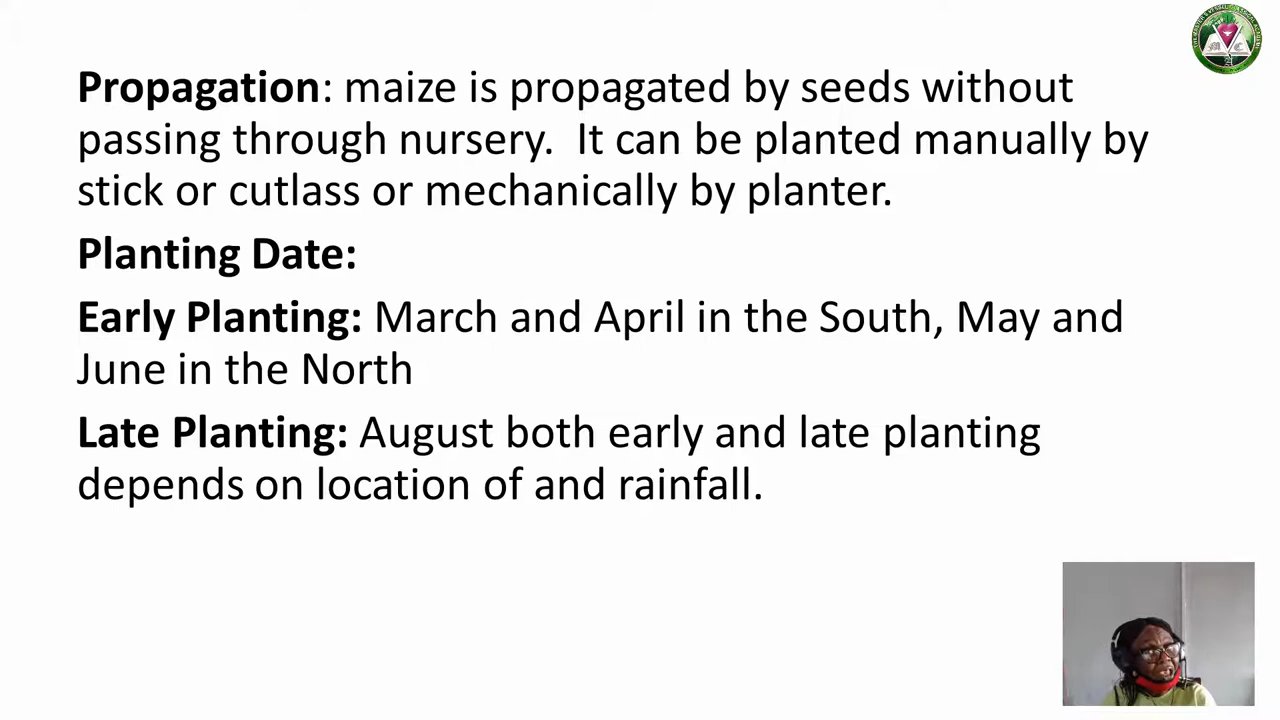 Propagation: maize is propagated by seeds without
passing through nursery.  It can be planted manually by
stick or cutlass or mechanically by planter.
Planting Date:
Early Planting: March and April in the South, May and
June in the North
Late Planting: August both early and late planting
depends on location of and rainfall.